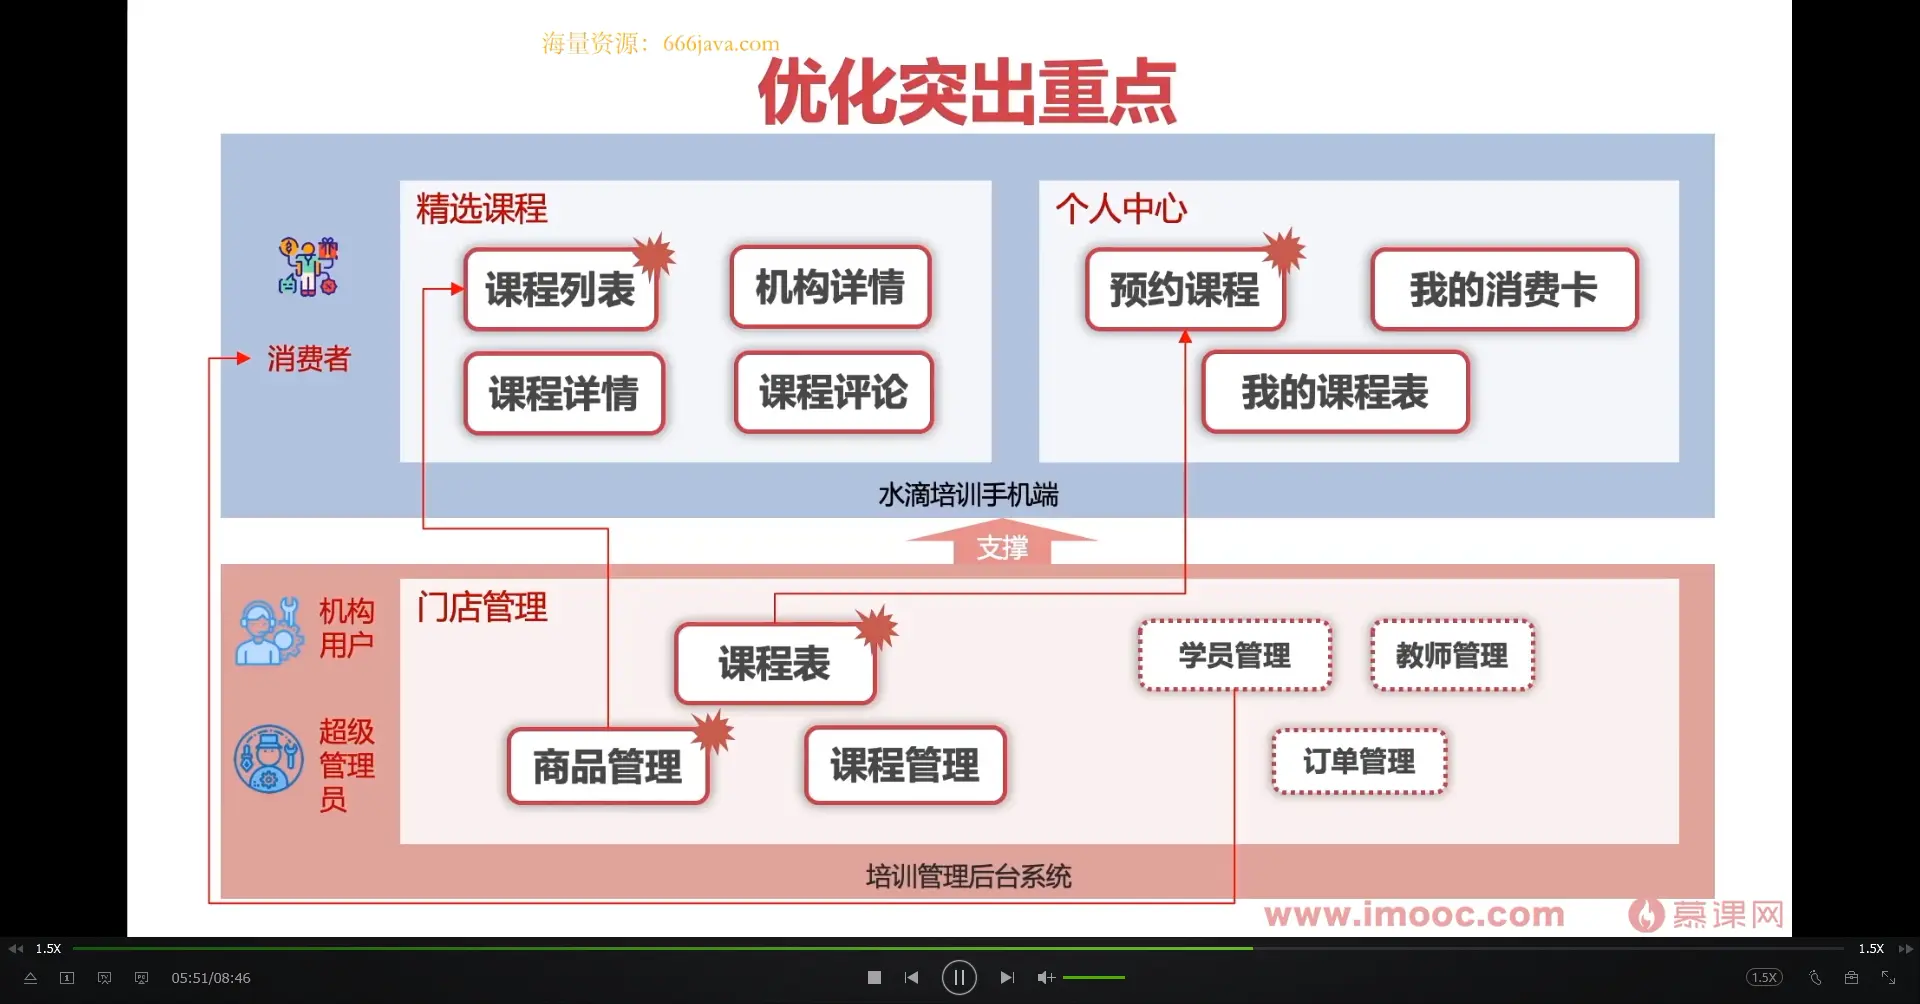 海量资源：666java.com
优化突出重点
精选课程
个人中心
课程列表
机构详情
预约课程
我的消费卡
消费者
课程详情
课程评论
我的课程表
水滴培训手机端
支撑
机构
用户
门店管理
课程表
学员管理
教师管理
超级
管理
员
商品管理
课程管理
订单管理
培训管理后台系统
www.imooc.com
慕课网
1.5X
1.5X
05:51/08:46
1.5X